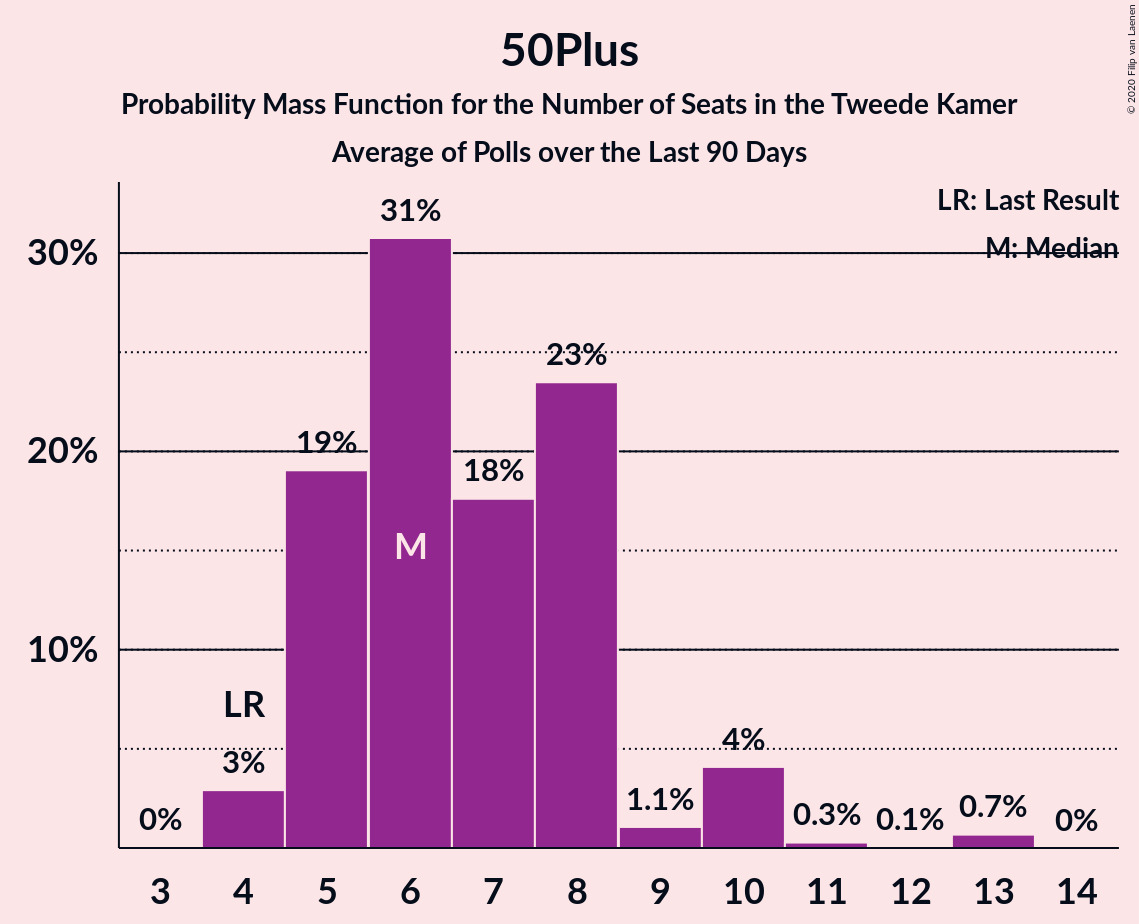 50Plus
Probability Mass Function for the Number of Seats in the Tweede Kamer
Average of Polls over the Last 90 Days
© 2020 Filip van Laenen
LR: Last Result
M: Median
30%
20%
10%
0%
LR
3%
19%
31%
M
18%
23%
1.1%
4%
0.3%
0.1%
0.7%
0%
3 4 5 6 7 8 9 10 11 12 13 14